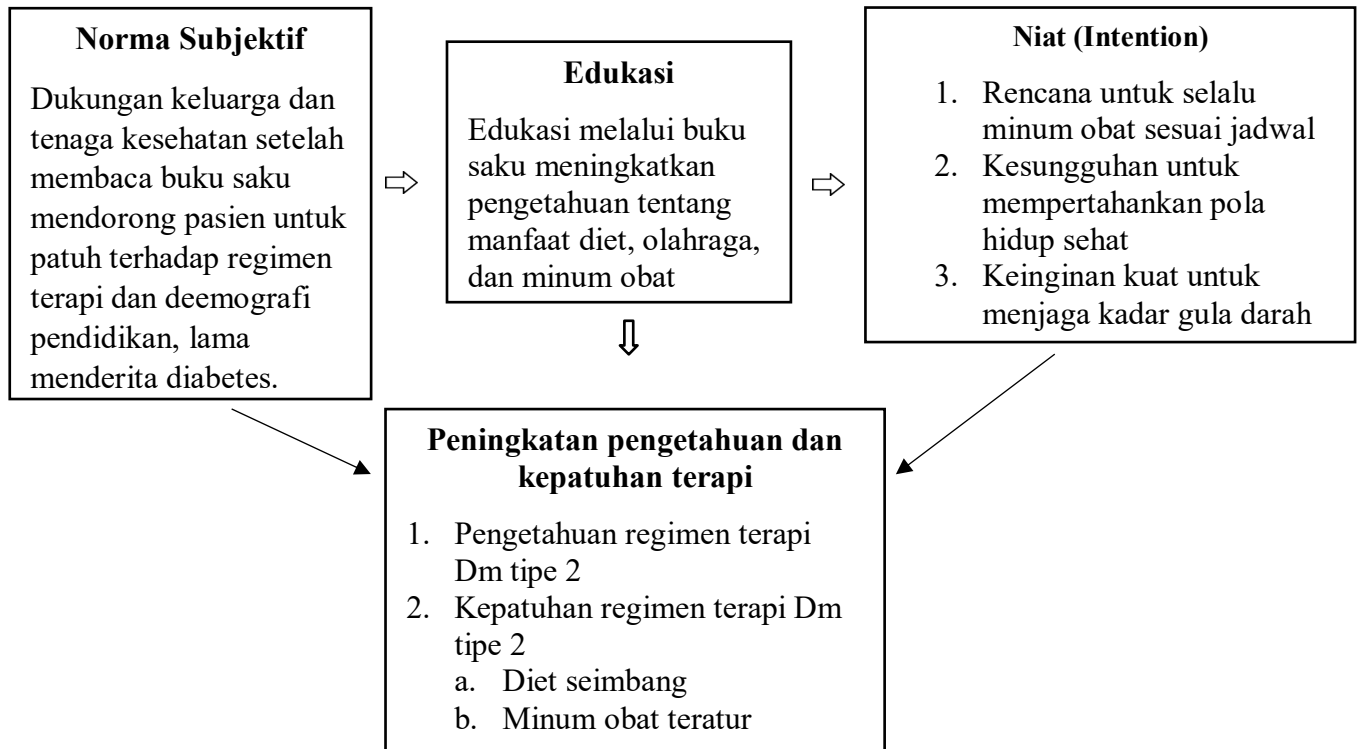 Norma Subjektif
Dukungan keluarga dan
tenaga kesehatan setelah
membaca buku saku
mendorong pasien untuk
patuh terhadap regimen
terapi dan deemografi
pendidikan, lama
menderita diabetes.
Edukasi
Edukasi melalui buku
saku meningkatkan
pengetahuan tentang
manfaat diet, olahraga,
dan minum obat
Niat (Intention)
1. Rencana untuk selalu
minum obat sesuai jadwal
2. Kesungguhan untuk
mempertahankan pola
hidup sehat
3. Keinginan kuat untuk
menjaga kadar gula darah
Peningkatan pengetahuan dan
kepatuhan terapi
1. Pengetahuan regimen terapi
Dm tipe 2
2. Kepatuhan regimen terapi Dm
tipe 2
a. Diet seimbang
b. Minum obat teratur